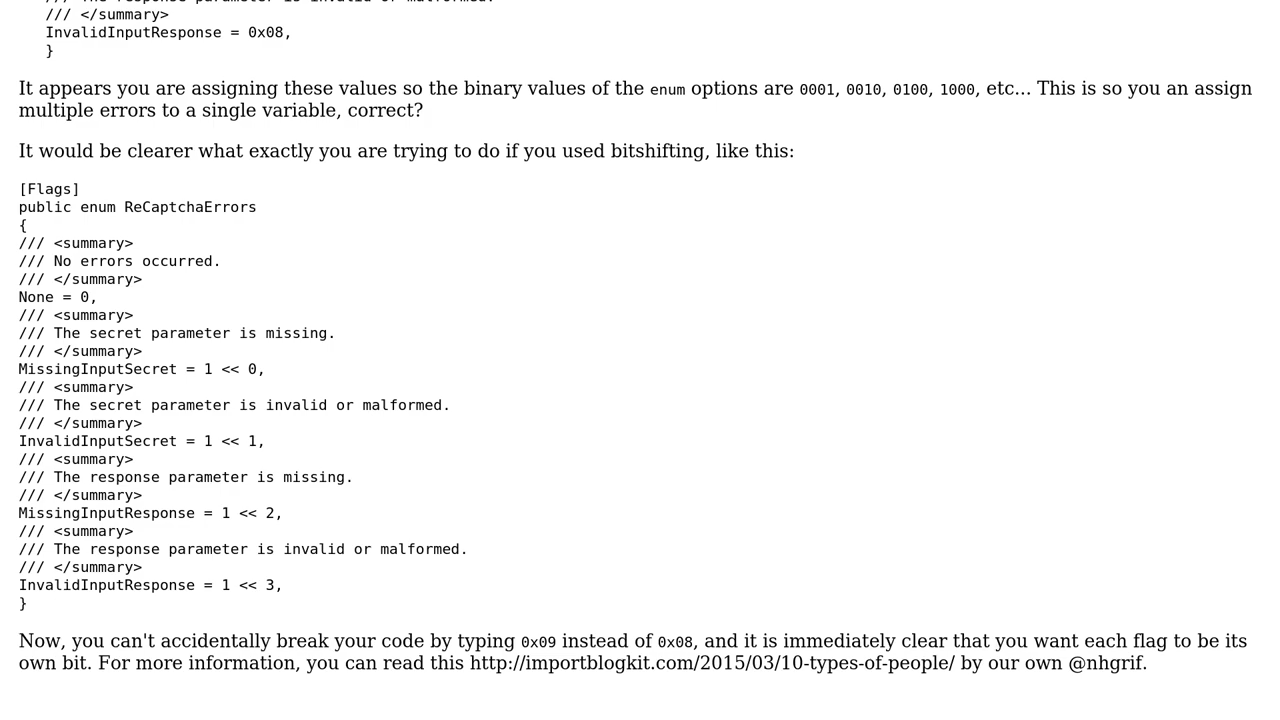 /// </summary>
InvalidInputResponse = 0x08,
}
It appears you are assigning these values so the binary values of the enum options are 0001, 0010, 0100, 1000, etc... This is so you an assign
multiple errors to a single variable, correct?
It would be clearer what exactly you are trying to do if you used bitshifting, like this:
[Flags]
public enum ReCaptchaErrors
{
/// <summary>
/// No errors occurred.
/// </summary>
None = 0,
/// <summary>
/// The secret parameter is missing.
/// </summary>
MissingInputSecret = 1 << 0,
/// <summary>
/// The secret parameter is invalid or malformed.
/// </summary>
InvalidInputSecret = 1 << 1,
/// <summary>
/// The response parameter is missing.
/// </summary>
MissingInputResponse = 1 << 2,
/// <summary>
/// The response parameter is invalid or malformed.
/// </summary>
InvalidInputResponse = 1 << 3,
}
Now, you can't accidentally break your code by typing 0x09 instead of 0x08, and it is immediately clear that you want each flag to be its
own bit. For more information, you can read this http://importblogkit.com/2015/03/10-types-of-people/ by our own @nhgrif.